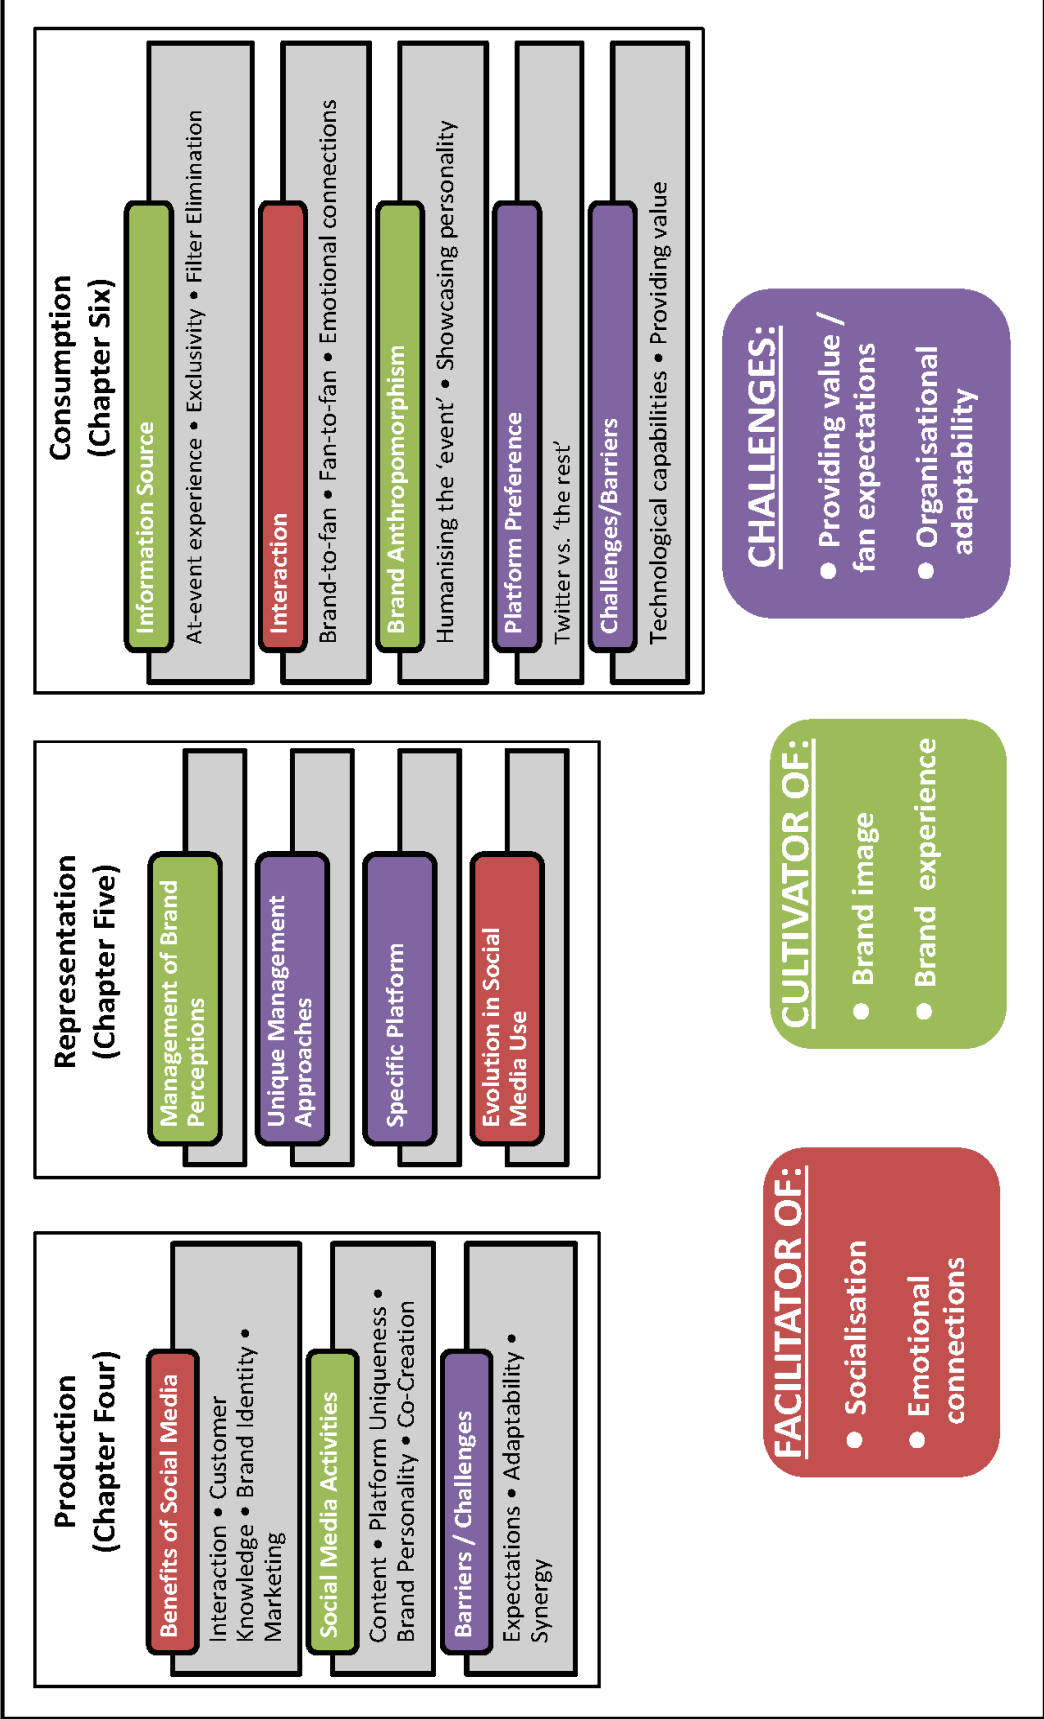 Production
(Chapter Four)
Benefits of Social Media
Interaction • Customer
Knowledge • Brand Identity •
Marketing
Social Media Activities
Content • Platform Uniqueness •
Brand Personality • Co-Creation
Barriers / Challenges
Expectations • Adaptability •
Synergy
Representation
(Chapter Five)
Management of Brand
Perceptions
Unique Management
Approaches
Specific Platform
Evolution in Social
Media Use
Consumption
(Chapter Six)
Information Source
At-event experience • Exclusivity • Filter Elimination
Interaction
Brand-to-fan • Fan-to-fan • Emotional connections
Brand Anthropomorphism
Humanising the ‘event’ • Showcasing personality
Platform Preference
Twitter vs. ‘the rest’
Challenges/Barriers
Technological capabilities • Providing value
FACILITATOR OF:
• Socialisation
• Emotional
connections
CULTIVATOR OF:
• Brand image
• Brand experience
CHALLENGES:
• Providing value /
fan expectations
• Organisational
adaptability